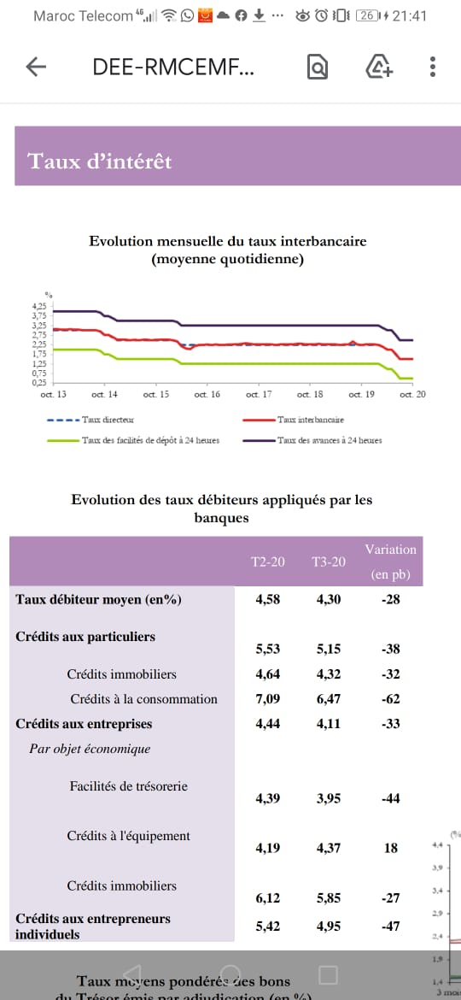 Maroc Telecom 4G 26 21:41
DEE-RMCEMF...
Taux d'intérêt
Evolution mensuelle du taux interbancaire
(moyenne quotidienne)
%
4,25
3,75
3,25
2,75
2,25
1,75
1,25
0,75
0,25
oct. 13 oct. 14 oct. 15 oct. 16 oct. 17 oct. 18 oct. 19 oct. 20
Taux directeur Taux interbancaire
Taux des facilités de dépôt à 24 heures Taux des avances à 24 heures
Evolution des taux débiteurs appliqués par les
banques
T2-20 T3-20 Variation
(en pb)
Taux débiteur moyen (en%) 4,58 4,30 -28
Crédits aux particuliers 5,53 5,15 -38
Crédits immobiliers 4,64 4,32 -32
Crédits à la consommation 7,09 6,47 -62
Crédits aux entreprises 4,44 4,11 -33
Par objet économique
Facilités de trésorerie 4,39 3,95 -44
Crédits à l'équipement 4,19 4,37 18
Crédits immobiliers 6,12 5,85 -27
Crédits aux entrepreneurs
individuels 5,42 4,95 -47
(%
4,4
3,9
3,4
2,9
2,4
1,9
1,4
3 moi
Taux moyens pondérés des bons
du Trésor émis par adjudication (en %)